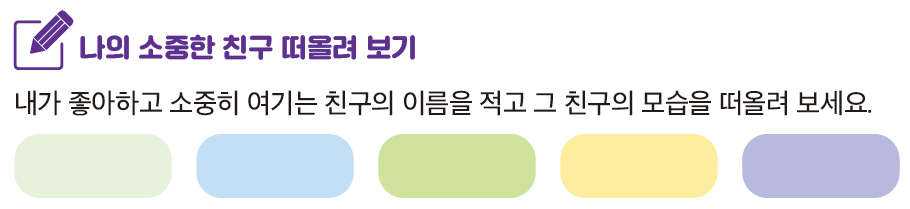 나의 소중한 친구 떠올려 보기
내가 좋아하고 소중히 여기는 친구의 이름을 적고 그 친구의 모습을 떠올려 보세요.